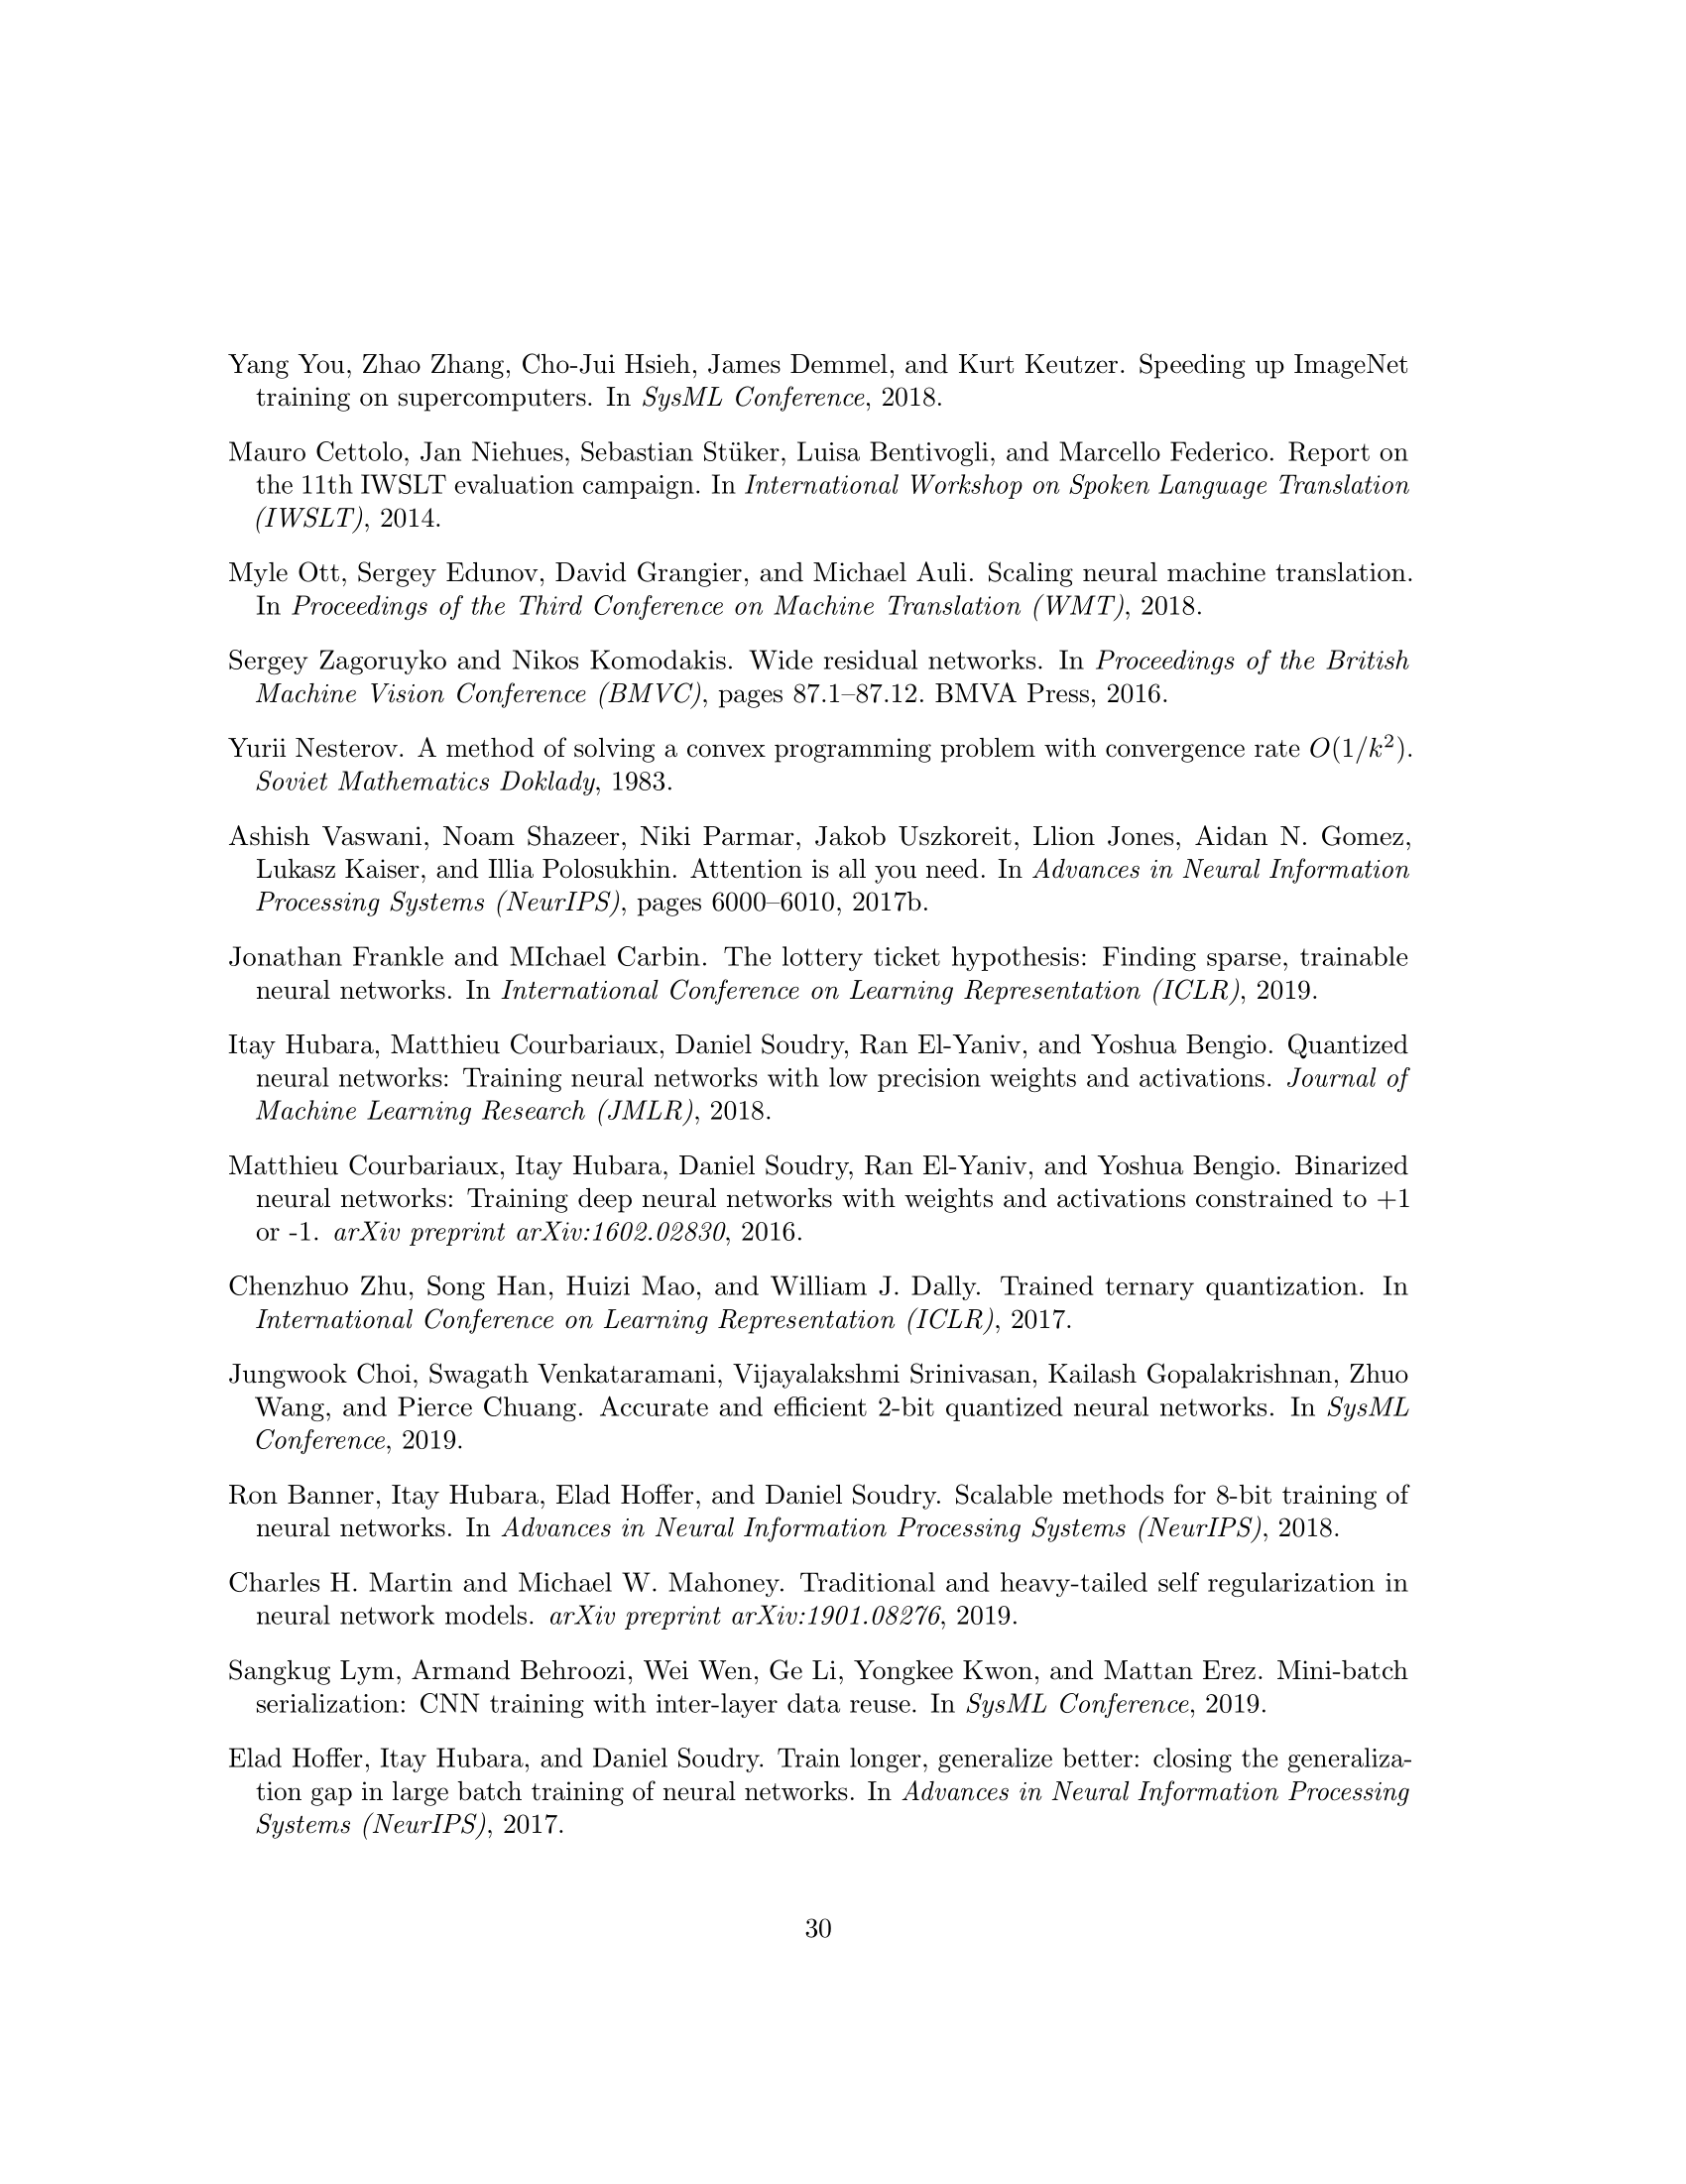 Yang You, Zhao Zhang, Cho-Jui Hsieh, James Demmel, and Kurt Keutzer. Speeding up ImageNet
training on supercomputers. In SysML Conference, 2018.
Mauro Cettolo, Jan Niehues, Sebastian Stüker, Luisa Bentivogli, and Marcello Federico. Report on
the 11th IWSLT evaluation campaign. In International Workshop on Spoken Language Translation
(IWSLT), 2014.
Myle Ott, Sergey Edunov, David Grangier, and Michael Auli. Scaling neural machine translation.
In Proceedings of the Third Conference on Machine Translation (WMT), 2018.
Sergey Zagoruyko and Nikos Komodakis. Wide residual networks. In Proceedings of the British
Machine Vision Conference (BMVC), pages 87.1–87.12. BMVA Press, 2016.
Yurii Nesterov. A method of solving a convex programming problem with convergence rate O(1/k²).
Soviet Mathematics Doklady, 1983.
Ashish Vaswani, Noam Shazeer, Niki Parmar, Jakob Uszkoreit, Llion Jones, Aidan N. Gomez,
Lukasz Kaiser, and Illia Polosukhin. Attention is all you need. In Advances in Neural Information
Processing Systems (NeurIPS), pages 6000–6010, 2017b.
Jonathan Frankle and MIchael Carbin. The lottery ticket hypothesis: Finding sparse, trainable
neural networks. In International Conference on Learning Representation (ICLR), 2019.
Itay Hubara, Matthieu Courbariaux, Daniel Soudry, Ran El-Yaniv, and Yoshua Bengio. Quantized
neural networks: Training neural networks with low precision weights and activations. Journal of
Machine Learning Research (JMLR), 2018.
Matthieu Courbariaux, Itay Hubara, Daniel Soudry, Ran El-Yaniv, and Yoshua Bengio. Binarized
neural networks: Training deep neural networks with weights and activations constrained to +1
or -1. arXiv preprint arXiv:1602.02830, 2016.
Chenzhuo Zhu, Song Han, Huizi Mao, and William J. Dally. Trained ternary quantization. In
International Conference on Learning Representation (ICLR), 2017.
Jungwook Choi, Swagath Venkataramani, Vijayalakshmi Srinivasan, Kailash Gopalakrishnan, Zhuo
Wang, and Pierce Chuang. Accurate and efficient 2-bit quantized neural networks. In SysML
Conference, 2019.
Ron Banner, Itay Hubara, Elad Hoffer, and Daniel Soudry. Scalable methods for 8-bit training of
neural networks. In Advances in Neural Information Processing Systems (NeurIPS), 2018.
Charles H. Martin and Michael W. Mahoney. Traditional and heavy-tailed self regularization in
neural network models. arXiv preprint arXiv:1901.08276, 2019.
Sangkug Lym, Armand Behroozi, Wei Wen, Ge Li, Yongkee Kwon, and Mattan Erez. Mini-batch
serialization: CNN training with inter-layer data reuse. In SysML Conference, 2019.
Elad Hoffer, Itay Hubara, and Daniel Soudry. Train longer, generalize better: closing the generaliza-
tion gap in large batch training of neural networks. In Advances in Neural Information Processing
Systems (NeurIPS), 2017.
30